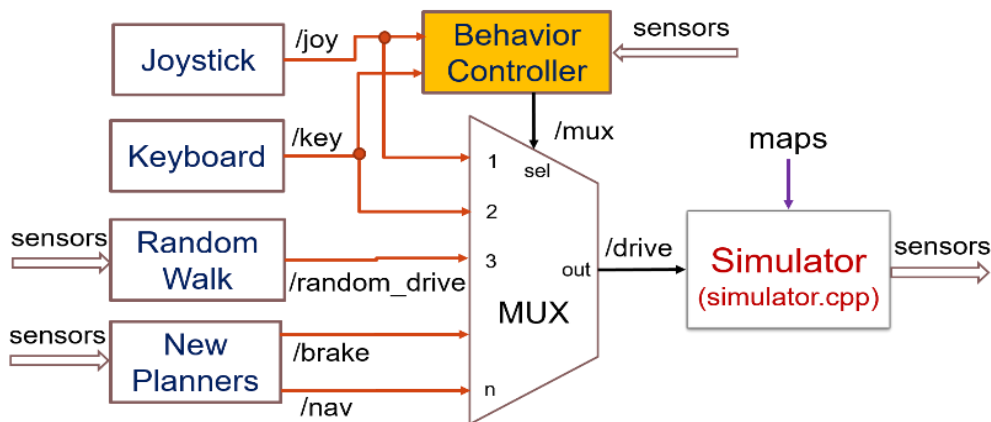 /joy
Joystick
Behavior
Controller
sensors
/key
Keyboard
/mux
sel
maps
1
2
sensors
Random
Walk
/random_drive
3
MUX
out
/drive
Simulator
(simulator.cpp)
sensors
sensors
New
Planners
/brake
/nav
n